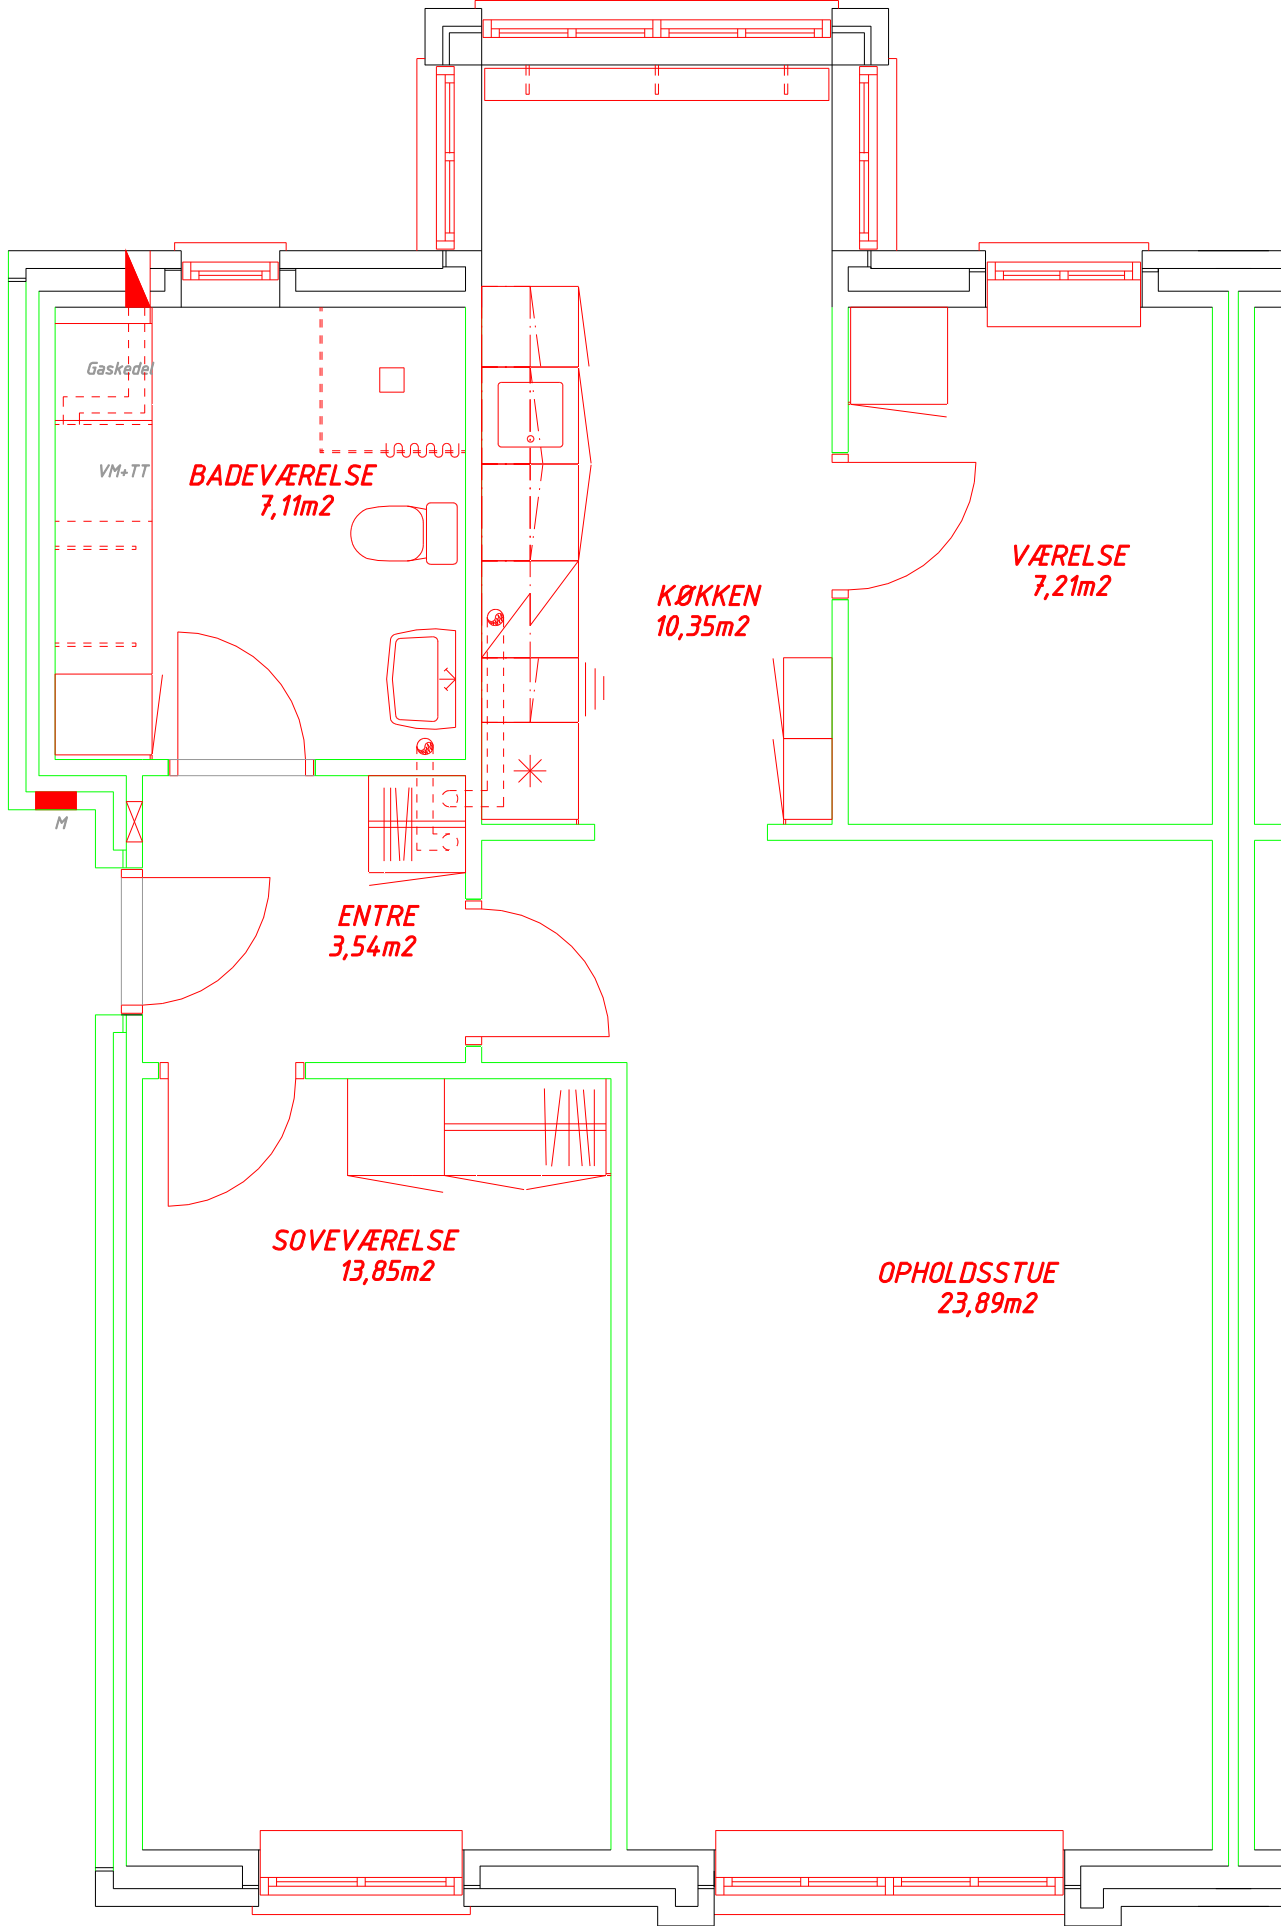 Gaskedel
VM+TT
BADEVÆRELSE
7,11m2
VÆRELSE
7,21m2
KØKKEN
10,35m2
M
ENTRE
3,54m2
SOVEVÆRELSE
13,85m2
OPHOLDSSTUE
23,89m2